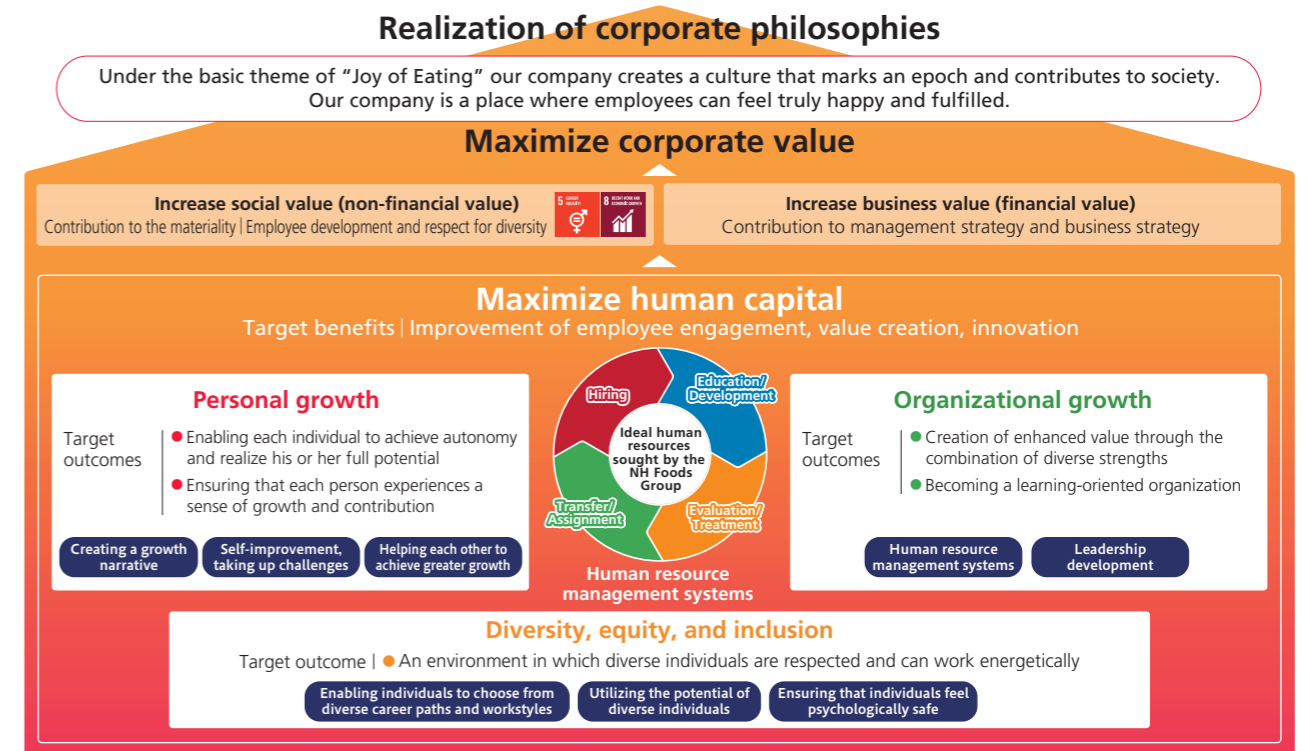 Realization of corporate philosophies
Under the basic theme of “Joy of Eating” our company creates a culture that marks an epoch and contributes to society.
Our company is a place where employees can feel truly happy and fulfilled.
Maximize corporate value
Increase social value (non-financial value)
Contribution to the materiality | Employee development and respect for diversity
5 GENDER EQUALITY
8 DECENT WORK AND ECONOMIC GROWTH
Increase business value (financial value)
Contribution to management strategy and business strategy
Maximize human capital
Target benefits | Improvement of employee engagement, value creation, innovation
Personal growth
Target
outcomes
● Enabling each individual to achieve autonomy
and realize his or her full potential
● Ensuring that each person experiences a
sense of growth and contribution
Creating a growth
narrative
Self-improvement,
taking up challenges
Helping each other to
achieve greater growth
Hiring
Education/
Development
Ideal human
resources
sought by the
NH Foods
Group
Transfer/
Assignment
Evaluation/
Treatment
Human resource
management systems
Organizational growth
Target
outcomes
● Creation of enhanced value through the
combination of diverse strengths
● Becoming a learning-oriented organization
Human resource
management systems
Leadership
development
Diversity, equity, and inclusion
Target outcome | ● An environment in which diverse individuals are respected and can work energetically
Enabling individuals to choose from
diverse career paths and workstyles
Utilizing the potential of
diverse individuals
Ensuring that individuals feel
psychologically safe